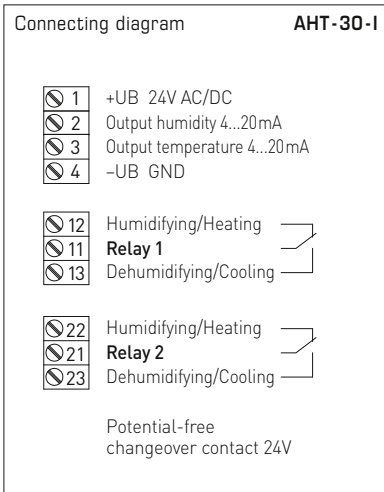 Connecting diagram AHT-30-I
1 +UB 24V AC/DC
2 Output humidity 4...20mA
3 Output temperature 4...20mA
4 –UB GND
12 Humidifying/Heating
11 Relay 1
13 Dehumidifying/Cooling
22 Humidifying/Heating
21 Relay 2
23 Dehumidifying/Cooling
Potential-free
changeover contact 24V